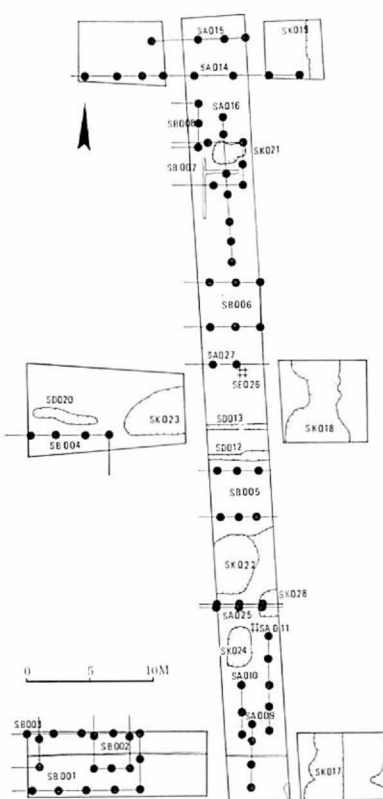 SA015
SK019
SA014
SA016
SB008
SK021
SB007
SB006
SA027
SE026
SD020
SK023
SD013
SK018
SB004
SD012
SB005
SK022
SK028
SA025
SA011
SK024
0 5 10M
SA010
SA009
SB003
SB002
SB001
SK017